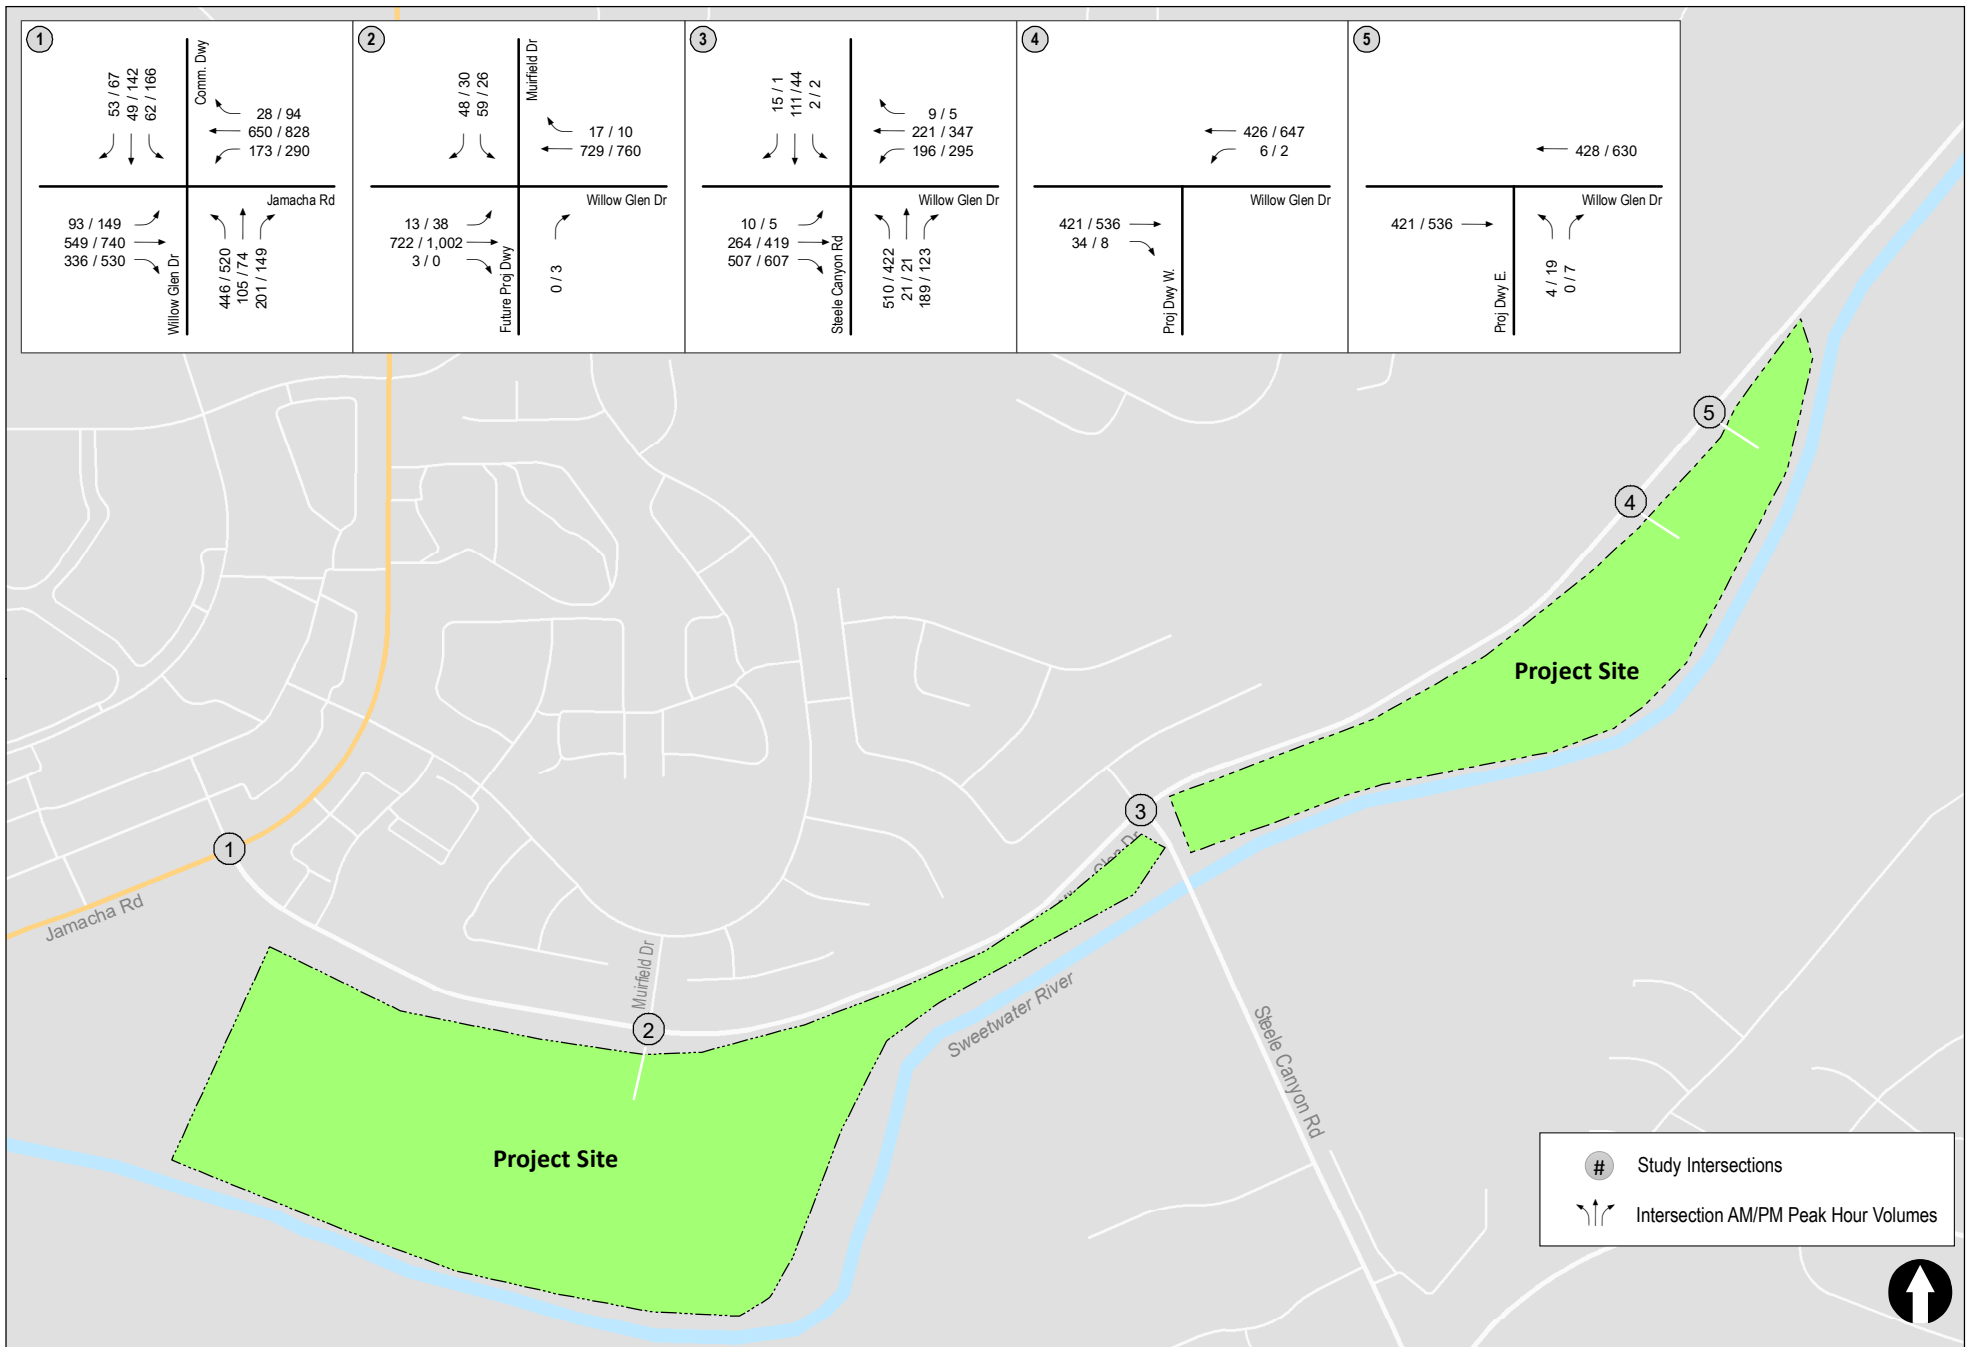 1
Comm. Dwy
53 / 67
49 / 142
62 / 166
28 / 94
650 / 828
173 / 290
Jamacha Rd
93 / 149
549 / 740
336 / 530
Willow Glen Dr
446 / 520
105 / 74
201 / 149
2
Muirfield Dr
48 / 30
59 / 26
17 / 10
729 / 760
Willow Glen Dr
13 / 38
722 / 1,002
3 / 0
Future Proj Dwy
0 / 3
3
15 / 1
111 / 44
2 / 2
9 / 5
221 / 347
196 / 295
Willow Glen Dr
10 / 5
264 / 419
507 / 607
Steele Canyon Rd
510 / 422
21 / 21
189 / 123
4
426 / 647
6 / 2
Willow Glen Dr
421 / 536
34 / 8
Proj Dwy W.
5
428 / 630
Willow Glen Dr
421 / 536
Proj Dwy E.
4 / 19
0 / 7
5
4
Project Site
3
Glen Dr
1
Jamacha Rd
Muirfield Dr
2
Sweetwater River
Steele Canyon Rd
Project Site
# Study Intersections
Intersection AM/PM Peak Hour Volumes